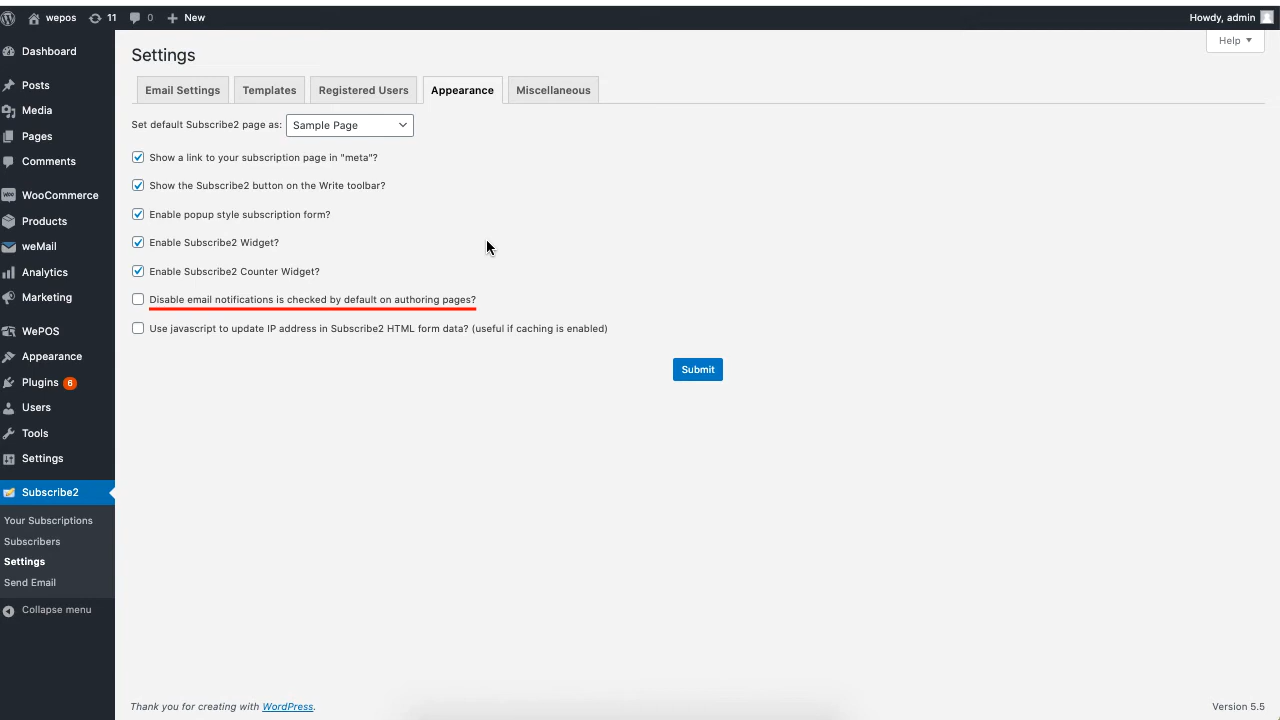 wepos 11 0 New Howdy, admin
Help
Dashboard
Posts
Media
Pages
Comments
WooCommerce
Products
weMail
Analytics
Marketing
WePOS
Appearance
Plugins 6
Users
Tools
Settings
Subscribe2
Your Subscriptions
Subscribers
Settings
Send Email
Collapse menu
Settings
Email Settings Templates Registered Users Appearance Miscellaneous
Set default Subscribe2 page as: Sample Page
Show a link to your subscription page in "meta"?
Show the Subscribe2 button on the Write toolbar?
Enable popup style subscription form?
Enable Subscribe2 Widget?
Enable Subscribe2 Counter Widget?
Disable email notifications is checked by default on authoring pages?
Use javascript to update IP address in Subscribe2 HTML form data? (useful if caching is enabled)
Submit
Thank you for creating with WordPress. Version 5.5